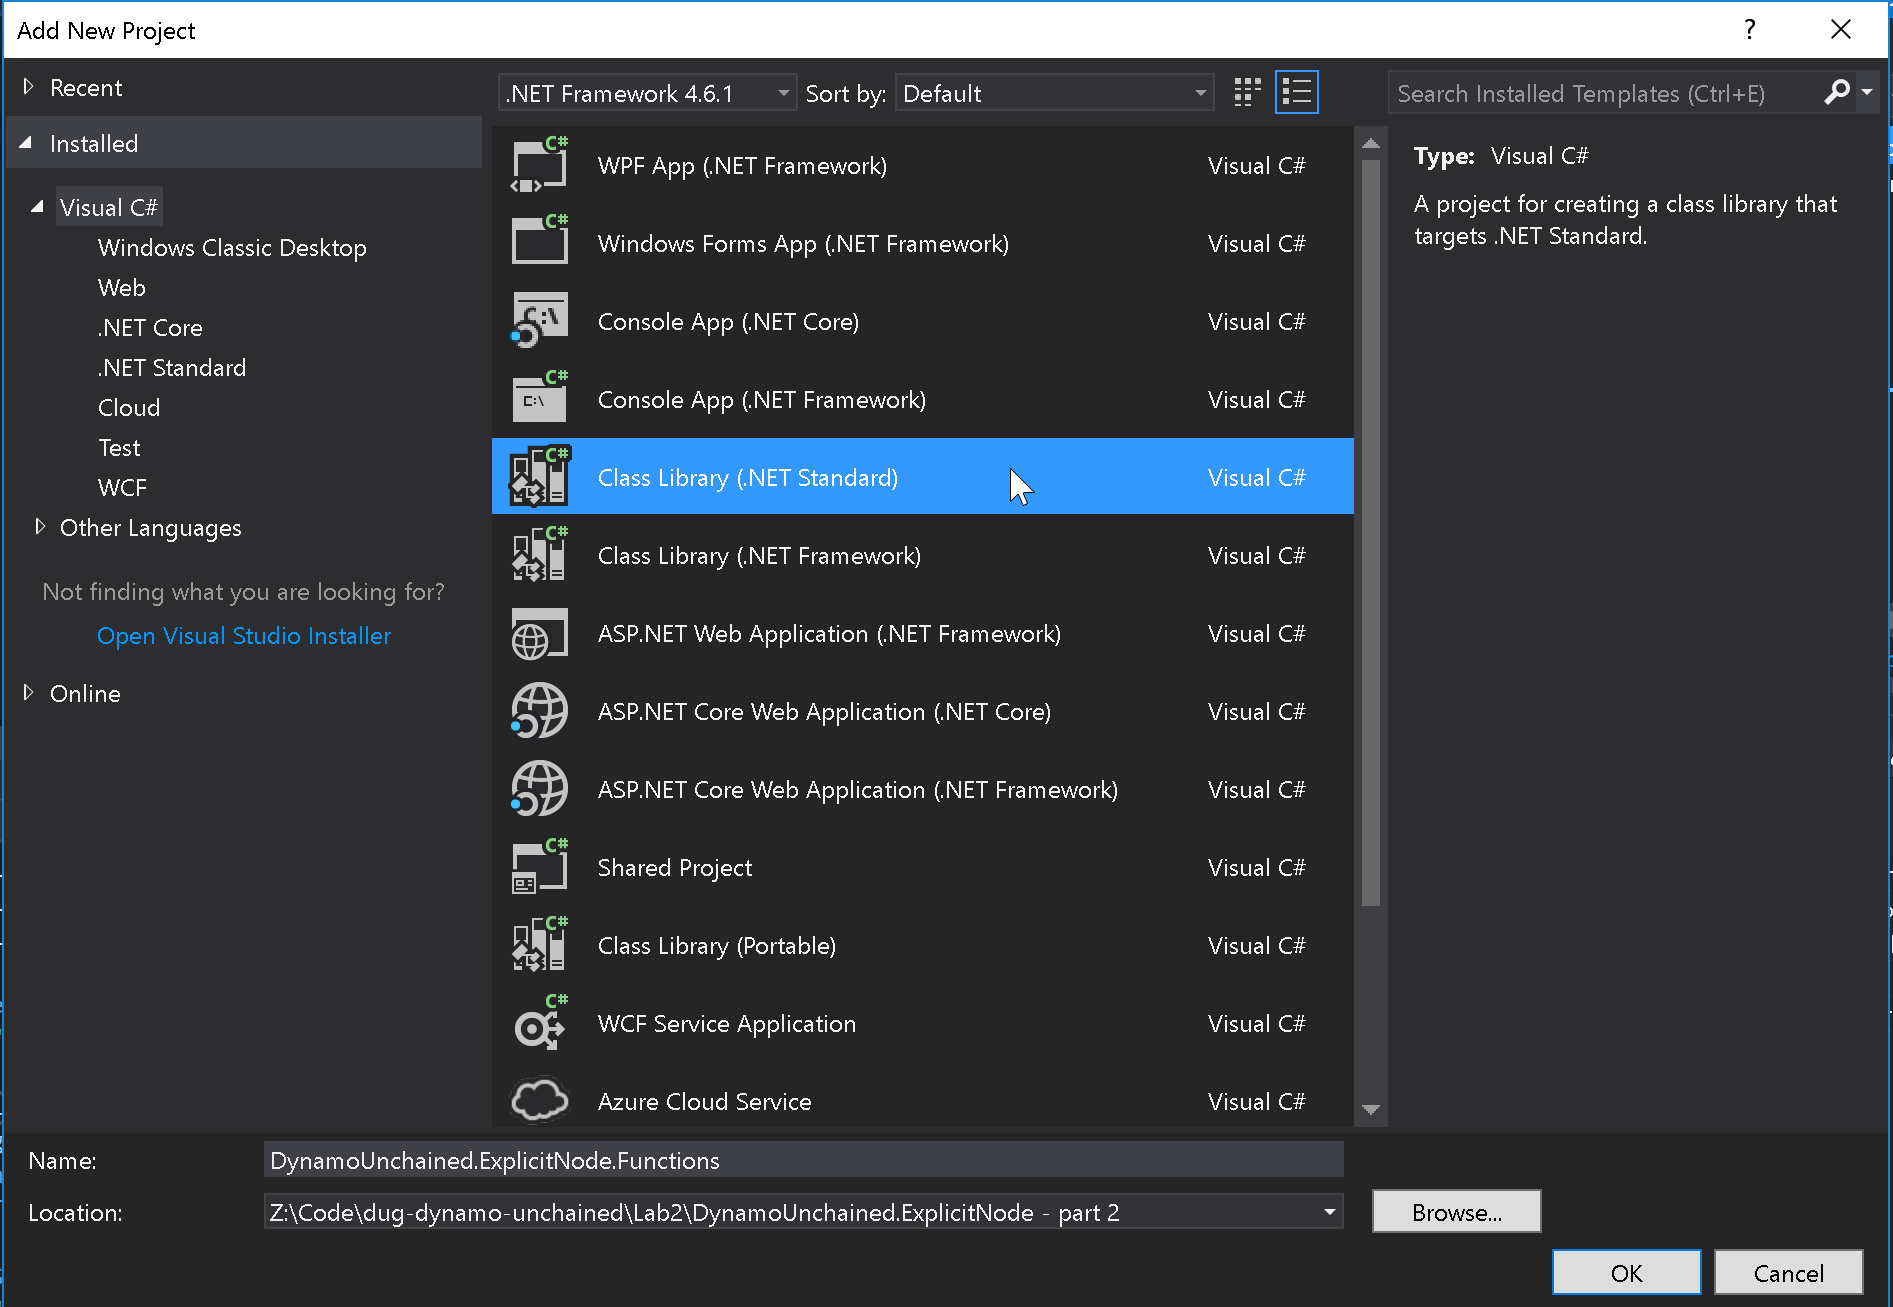 Add New Project
?
Recent
.NET Framework 4.6.1
Sort by:
Default
Search Installed Templates (Ctrl+E)
Installed
Visual C#
Windows Classic Desktop
Web
.NET Core
.NET Standard
Cloud
Test
WCF
Other Languages
Not finding what you are looking for?
Open Visual Studio Installer
Online
WPF App (.NET Framework) Visual C#
Windows Forms App (.NET Framework) Visual C#
Console App (.NET Core) Visual C#
Console App (.NET Framework) Visual C#
Class Library (.NET Standard) Visual C#
Class Library (.NET Framework) Visual C#
ASP.NET Web Application (.NET Framework) Visual C#
ASP.NET Core Web Application (.NET Core) Visual C#
ASP.NET Core Web Application (.NET Framework) Visual C#
Shared Project Visual C#
Class Library (Portable) Visual C#
WCF Service Application Visual C#
Azure Cloud Service Visual C#
Type: Visual C#
A project for creating a class library that
targets .NET Standard.
Name: DynamoUnchained.ExplicitNode.Functions
Location: Z:\Code\dug-dynamo-unchained\Lab2\DynamoUnchained.ExplicitNode - part 2
Browse...
OK
Cancel